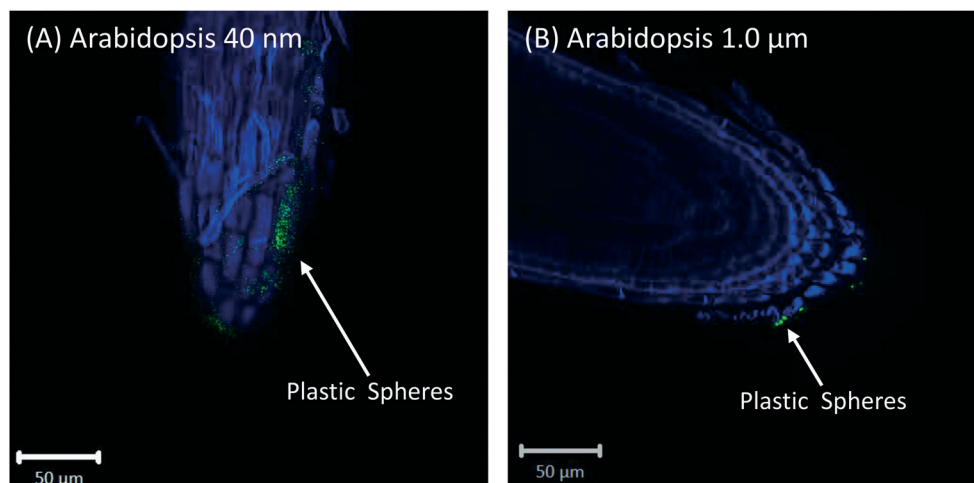 (A) Arabidopsis 40 nm
Plastic Spheres
50 µm
(B) Arabidopsis 1.0 µm
Plastic Spheres
50 µm